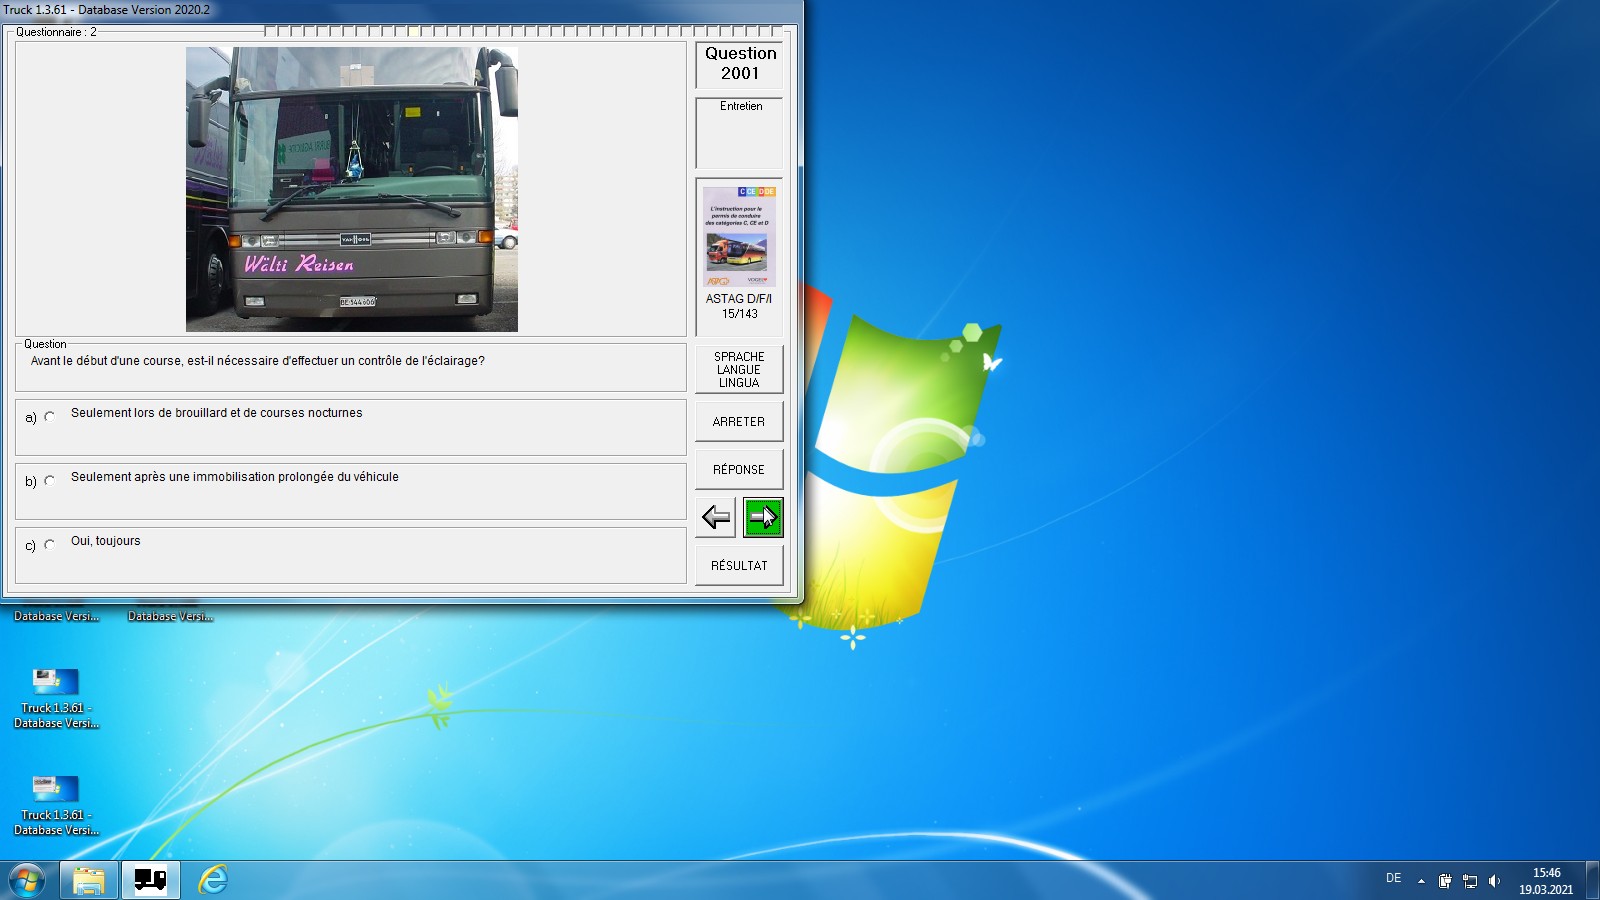 Truck 1.3.61 - Database Version 2020.2
Questionnaire : 2
Wälti Reisen
Question
2001
Entretien
C CE D DE
L'instruction pour le
permis de conduire
des catégories C, CE et D
ASTAG D/F/I
15/143
Question
Avant le début d'une course, est-il nécessaire d'effectuer un contrôle de l'éclairage?
a) Seulement lors de brouillard et de courses nocturnes
b) Seulement après une immobilisation prolongée du véhicule
c) Oui, toujours
SPRACHE
LANGUE
LINGUA
ARRETER
RÉPONSE
RÉSULTAT
Database Versi...
Database Versi...
Truck 1.3.61 -
Database Versi...
Truck 1.3.61 -
Database Versi...
DE
15:46
19.03.2021